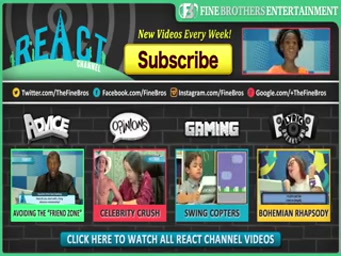 FINE BROTHERS ENTERTAINMENT
REACT
CHANNEL
New Videos Every Week!
Subscribe
Twitter.com/TheFineBros
Facebook.com/FineBros
Instagram.com/FineBros
Google.com/+TheFineBros
ADVICE
OPINIONS
GAMING
LYRIC
AVOIDING THE "FRIEND ZONE"
CELEBRITY CRUSH
SWING COPTERS
BOHEMIAN RHAPSODY
CLICK HERE TO WATCH ALL REACT CHANNEL VIDEOS